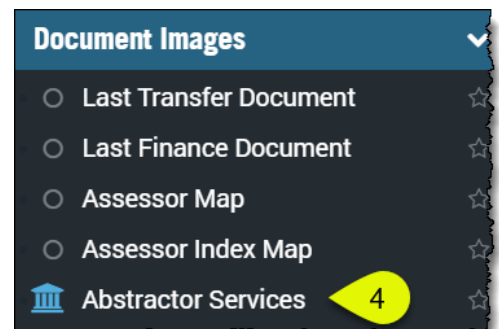 Document Images
Last Transfer Document
Last Finance Document
Assessor Map
Assessor Index Map
Abstractor Services 4